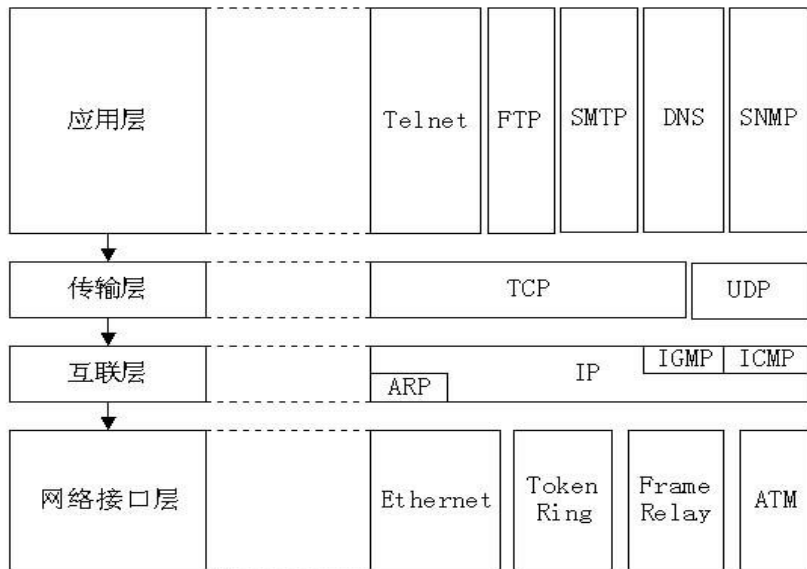 应用层
Telnet
FTP
SMTP
DNS
SNMP
传输层
TCP
UDP
互联层
ARP
IP
IGMP
ICMP
网络接口层
Ethernet
Token
Ring
Frame
Relay
ATM